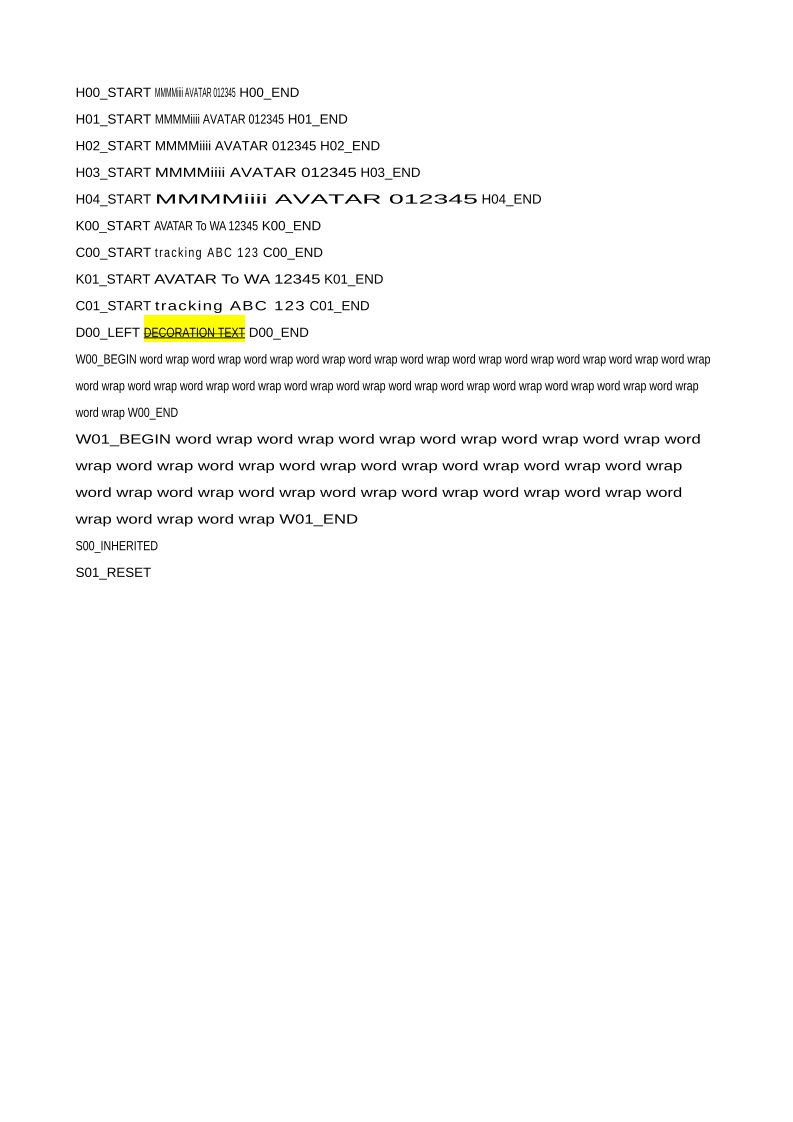 H00_START MMMMiiii AVATAR 012345 H00_END
H01_START MMMMiiii AVATAR 012345 H01_END
H02_START MMMMiiii AVATAR 012345 H02_END
H03_START MMMMiiii AVATAR 012345 H03_END
H04_START MMMMiiii AVATAR 012345 H04_END
K00_START AVATAR To WA 12345 K00_END
C00_START tracking ABC 123 C00_END
K01_START AVATAR To WA 12345 K01_END
C01_START tracking ABC 123 C01_END
D00_LEFT DECORATION TEXT D00_END
W00_BEGIN word wrap word wrap word wrap word wrap word wrap word wrap word wrap word wrap word wrap word wrap word wrap
word wrap word wrap word wrap word wrap word wrap word wrap word wrap word wrap word wrap word wrap word wrap word wrap
word wrap W00_END
W01_BEGIN word wrap word wrap word wrap word wrap word wrap word wrap word
wrap word wrap word wrap word wrap word wrap word wrap word wrap word wrap
word wrap word wrap word wrap word wrap word wrap word wrap word wrap word
wrap word wrap word wrap W01_END
S00_INHERITED
S01_RESET